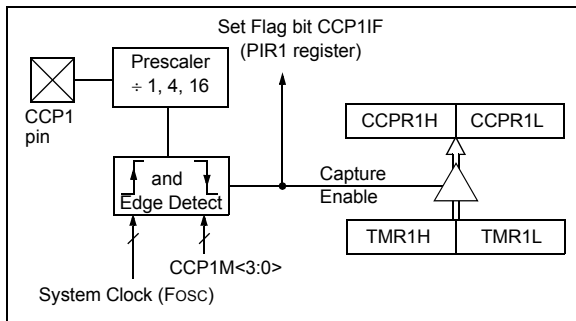 Set Flag bit CCP1IF
(PIR1 register)
Prescaler
÷ 1, 4, 16
CCP1
pin
CCPR1H
CCPR1L
and
Edge Detect
Capture
Enable
TMR1H
TMR1L
CCP1M<3:0>
System Clock (FOSC)